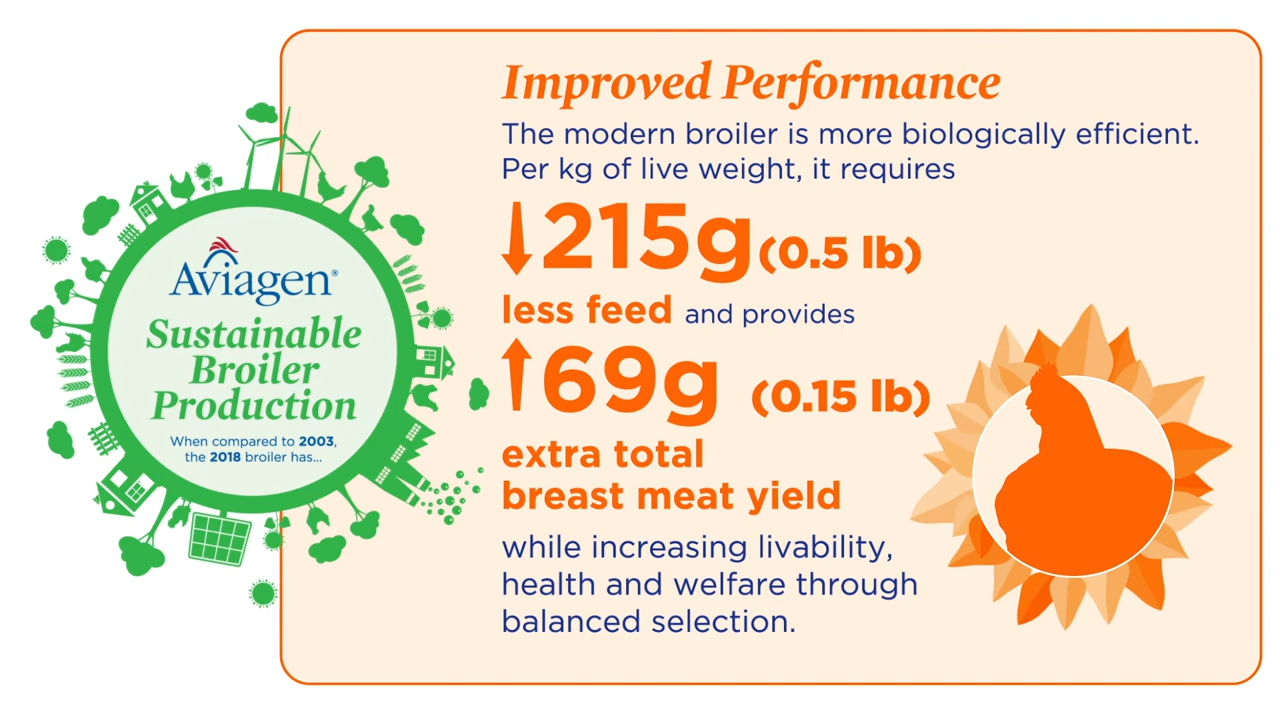 Aviagen®
Sustainable
Broiler
Production
When compared to 2003,
the 2018 broiler has...
Improved Performance
The modern broiler is more biologically efficient.
Per kg of live weight, it requires
↓215g (0.5 lb)
less feed and provides
↑69g (0.15 lb)
extra total
breast meat yield
while increasing livability,
health and welfare through
balanced selection.